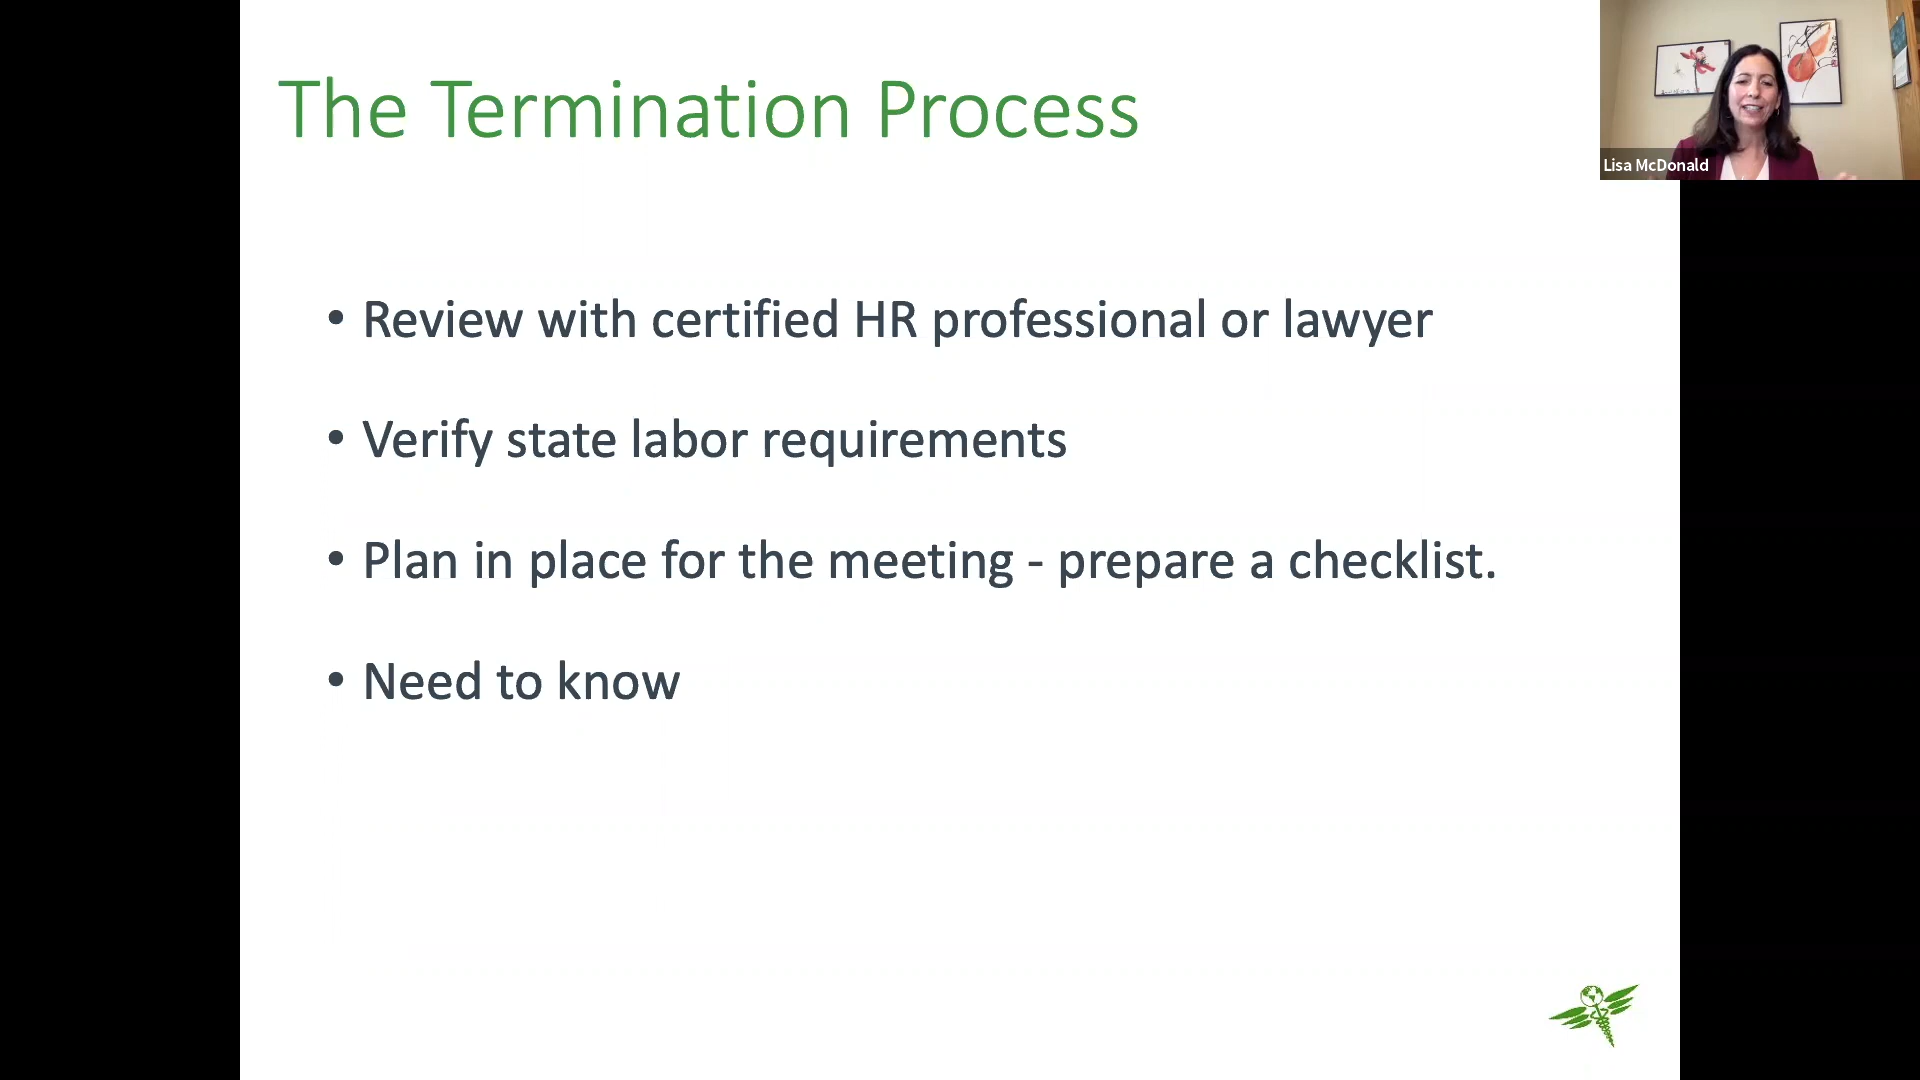 The Termination Process
Lisa McDonald
• Review with certified HR professional or lawyer
• Verify state labor requirements
• Plan in place for the meeting - prepare a checklist.
• Need to know